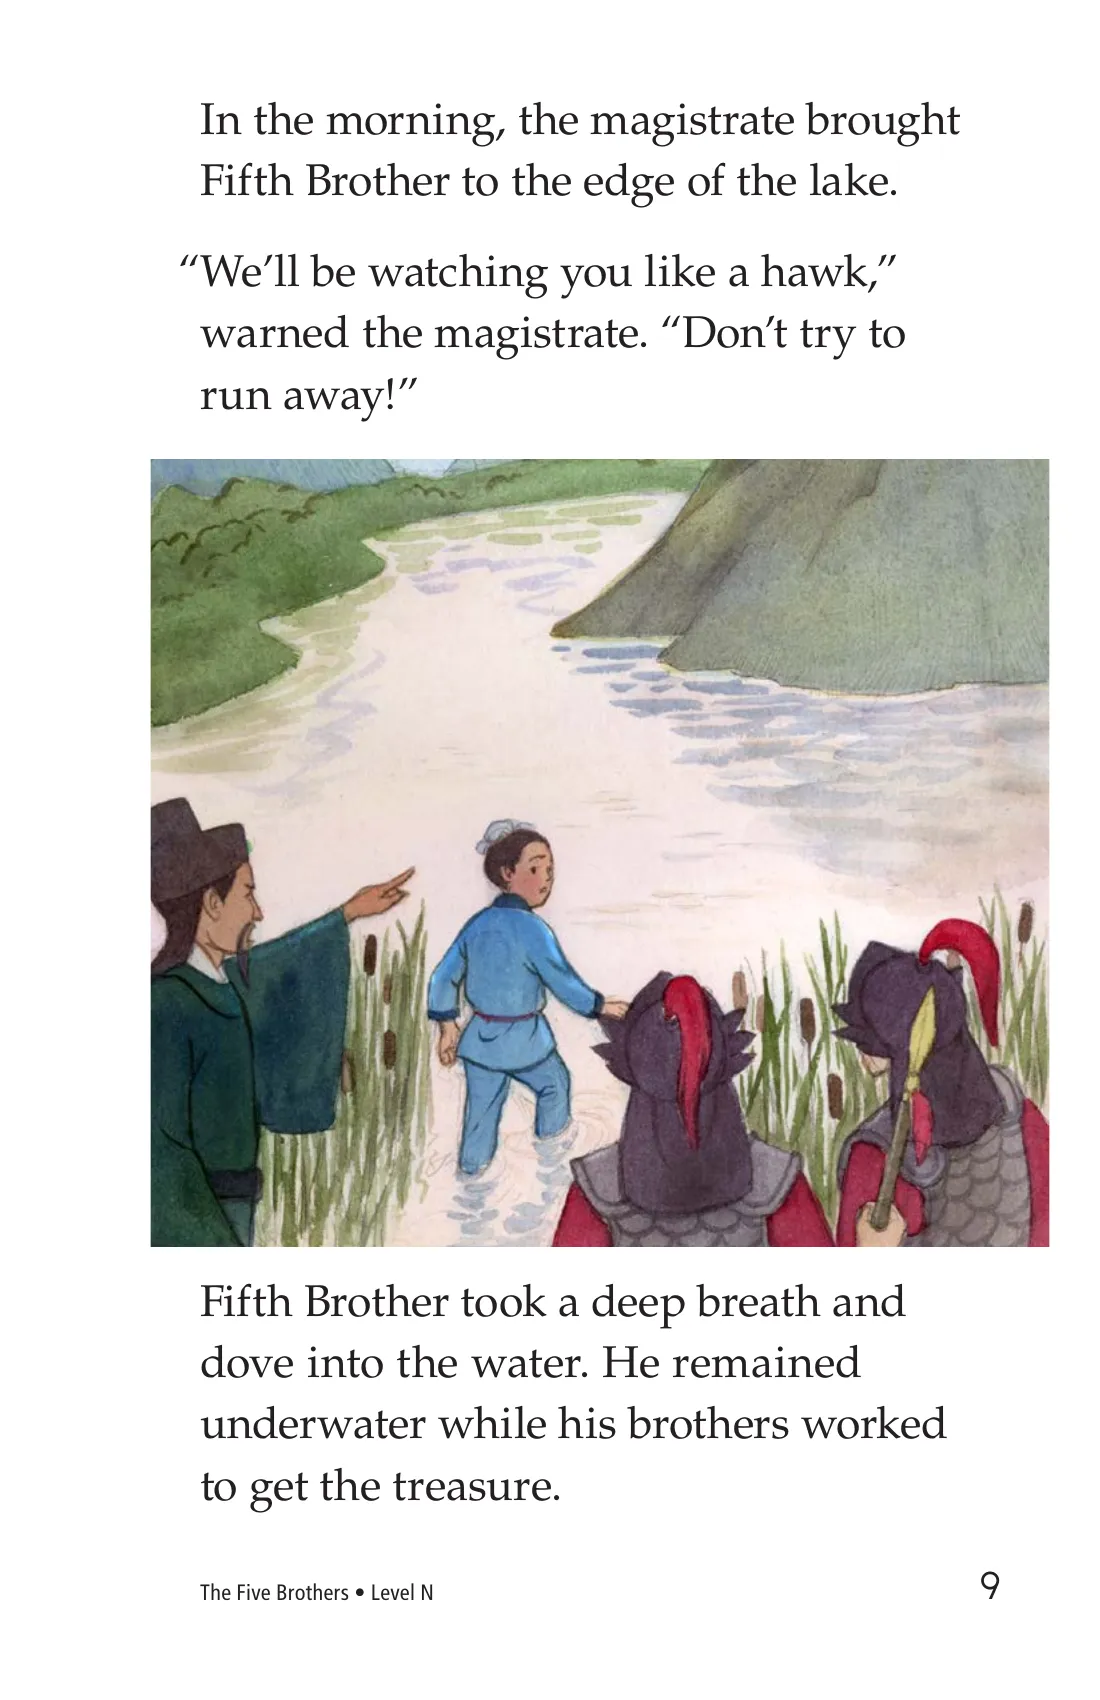 In the morning, the magistrate brought
Fifth Brother to the edge of the lake.
“We’ll be watching you like a hawk,”
warned the magistrate. “Don’t try to
run away!”
Fifth Brother took a deep breath and
dove into the water. He remained
underwater while his brothers worked
to get the treasure.
The Five Brothers • Level N
9